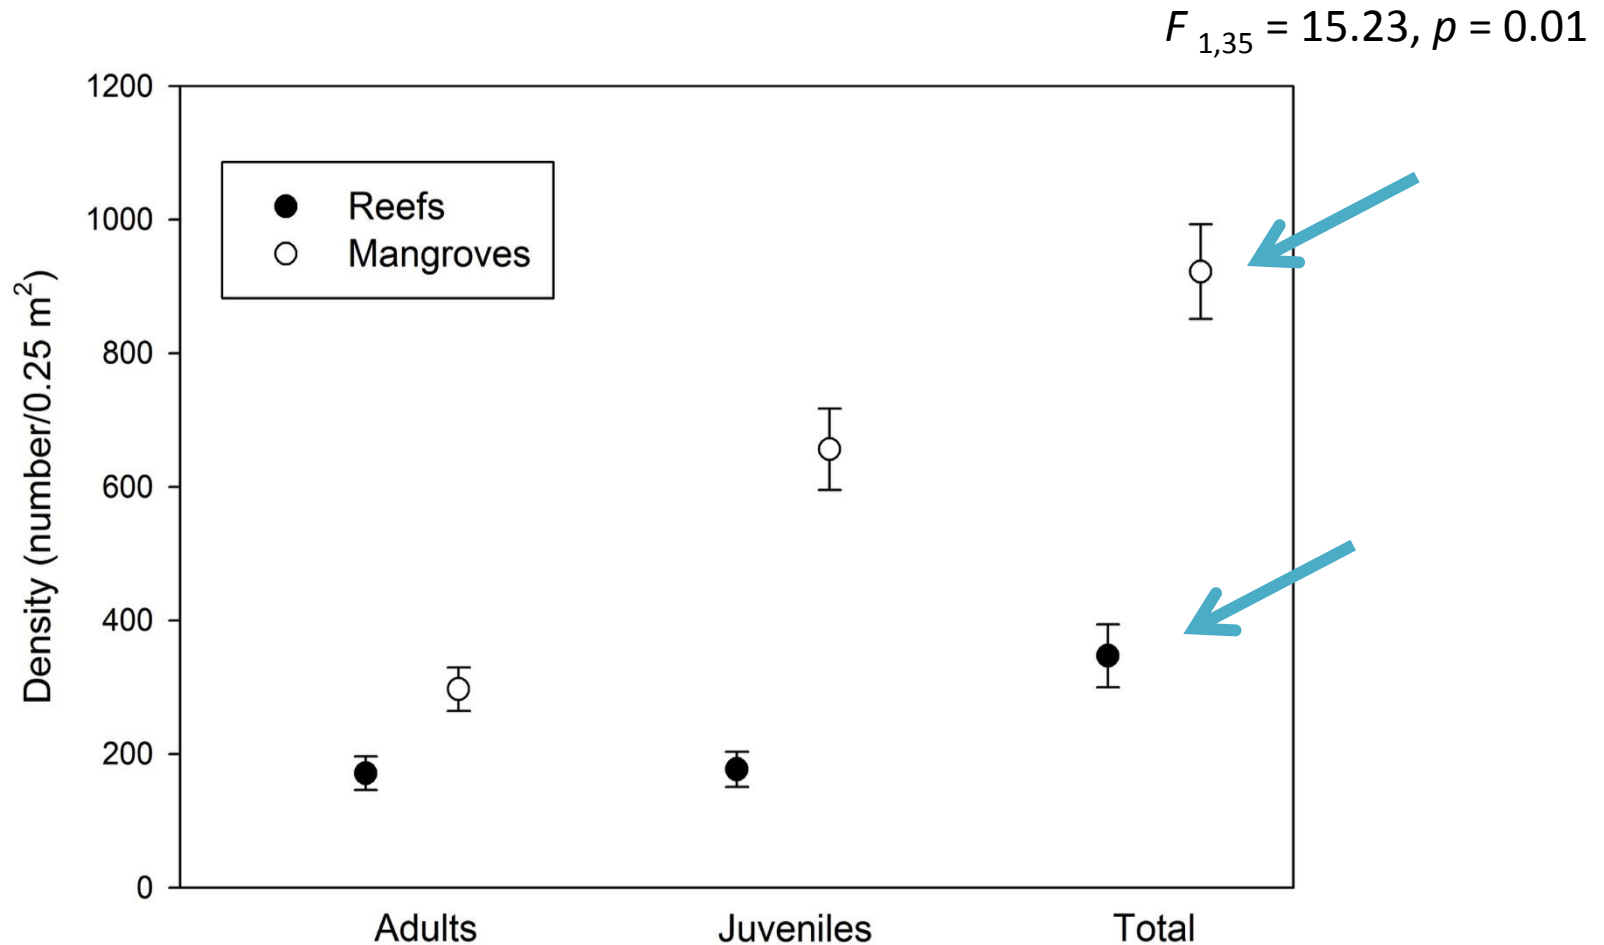 F 1,35 = 15.23, p = 0.01
1200
1000
800
600
400
200
0
Density (number/0.25 m2)
Reefs
Mangroves
Adults Juveniles Total